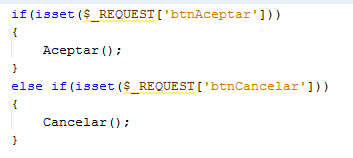 if(isset($_REQUEST['btnAceptar']))
{
    Aceptar();
}
else if(isset($_REQUEST['btnCancelar']))
{
    Cancelar();
}